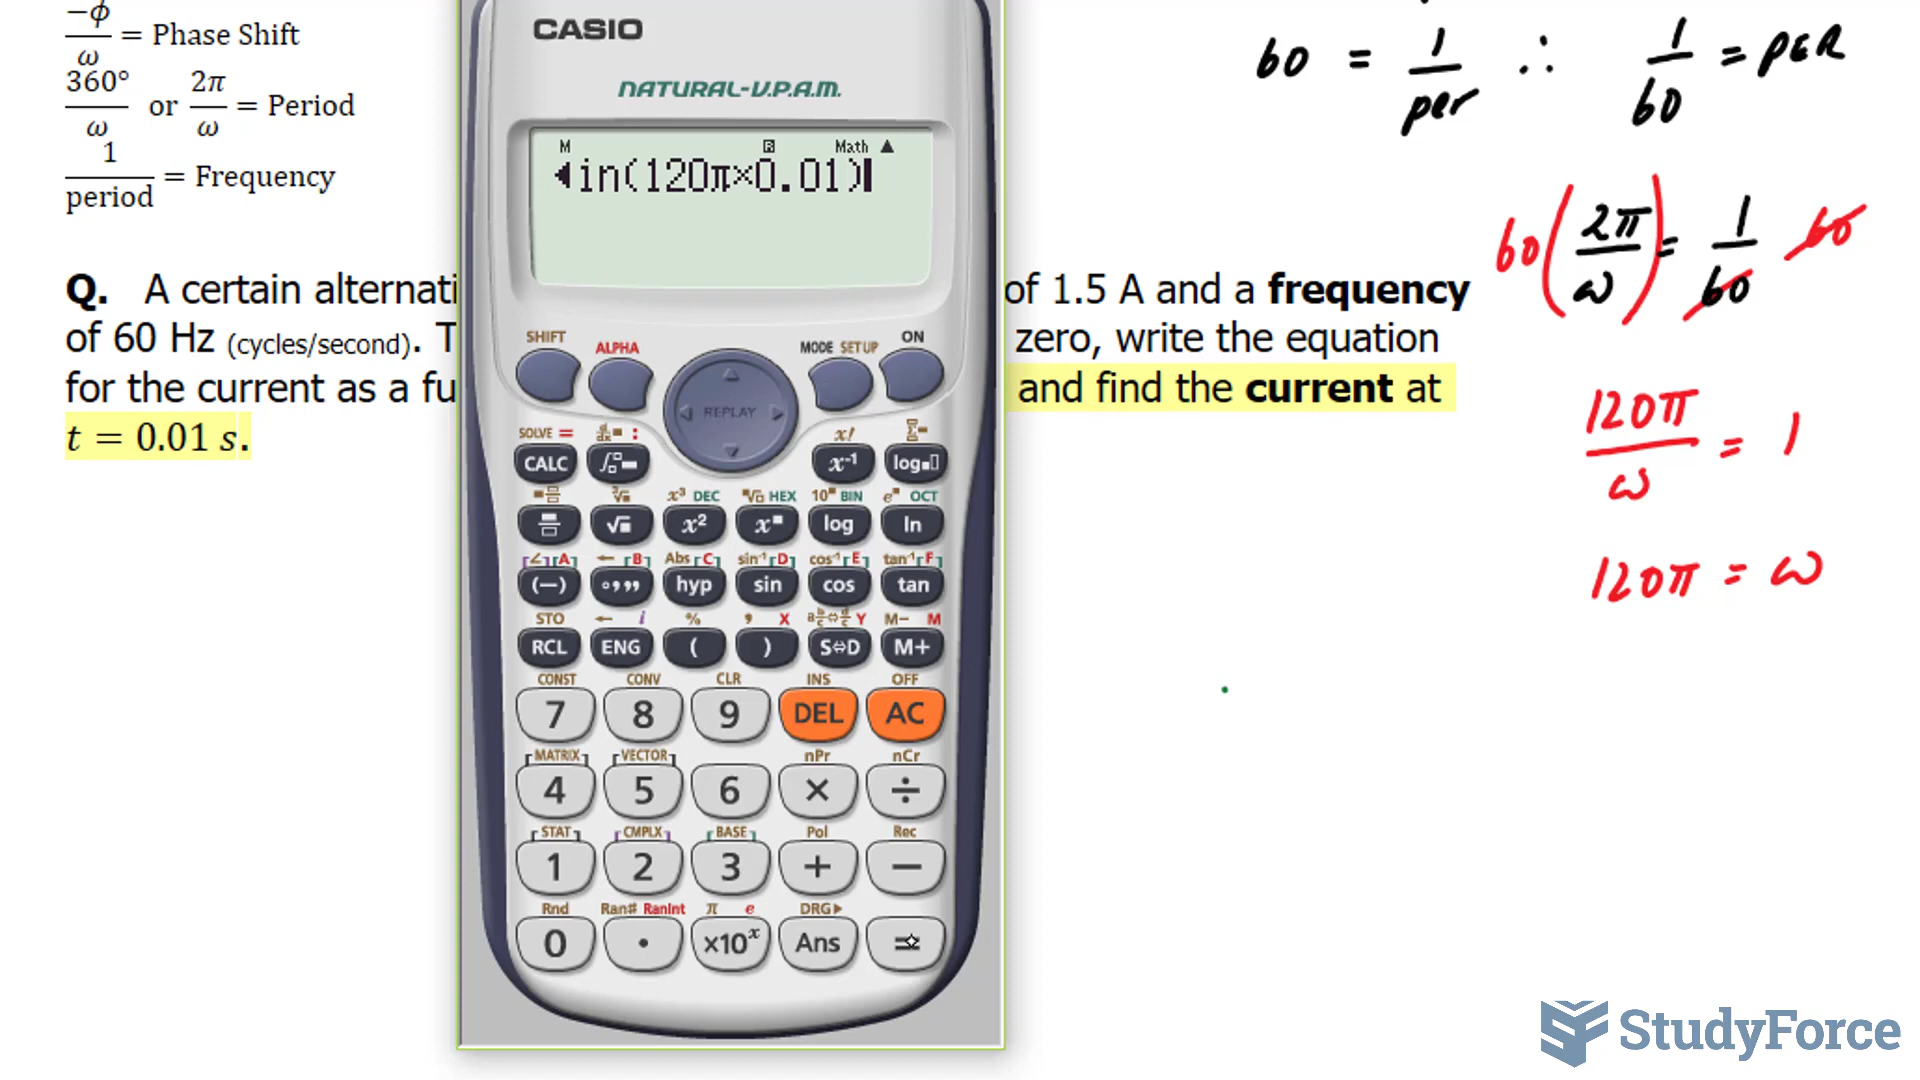 -ϕ/ω = Phase Shift
360°/ω or 2π/ω = Period
1/period = Frequency
Q. A certain alternati
of 1.5 A and a frequency
of 60 Hz (cycles/second). T
zero, write the equation
for the current as a fu
and find the current at
t = 0.01 s.
CASIO
NATURAL-V.P.A.M.
M R Math ▲
◀in(120π×0.01)
SHIFT ALPHA MODE SETUP ON
REPLAY
SOLVE = d/dx : x! Σ
CALC ∫ x⁻¹ log
x³ DEC HEX 10 BIN e OCT
x² x log ln
∠ A ← B Abs C sin⁻¹ D cos⁻¹ E tan⁻¹ F
(−) °,,, hyp sin cos tan
STO ← i % , X a b/c⇔d/c Y M− M
RCL ENG ( ) S⇔D M+
CONST CONV CLR INS OFF
7 8 9 DEL AC
MATRIX VECTOR nPr nCr
4 5 6 × ÷
STAT CMPLX BASE Pol Rec
1 2 3 + −
Rnd Ran# RanInt π e DRG▶
0 • ×10ˣ Ans =
60 = 1/per ∴ 1/60 = PER
60(2π/ω) = 1/60 60
120π/ω = 1
120π = ω
StudyForce